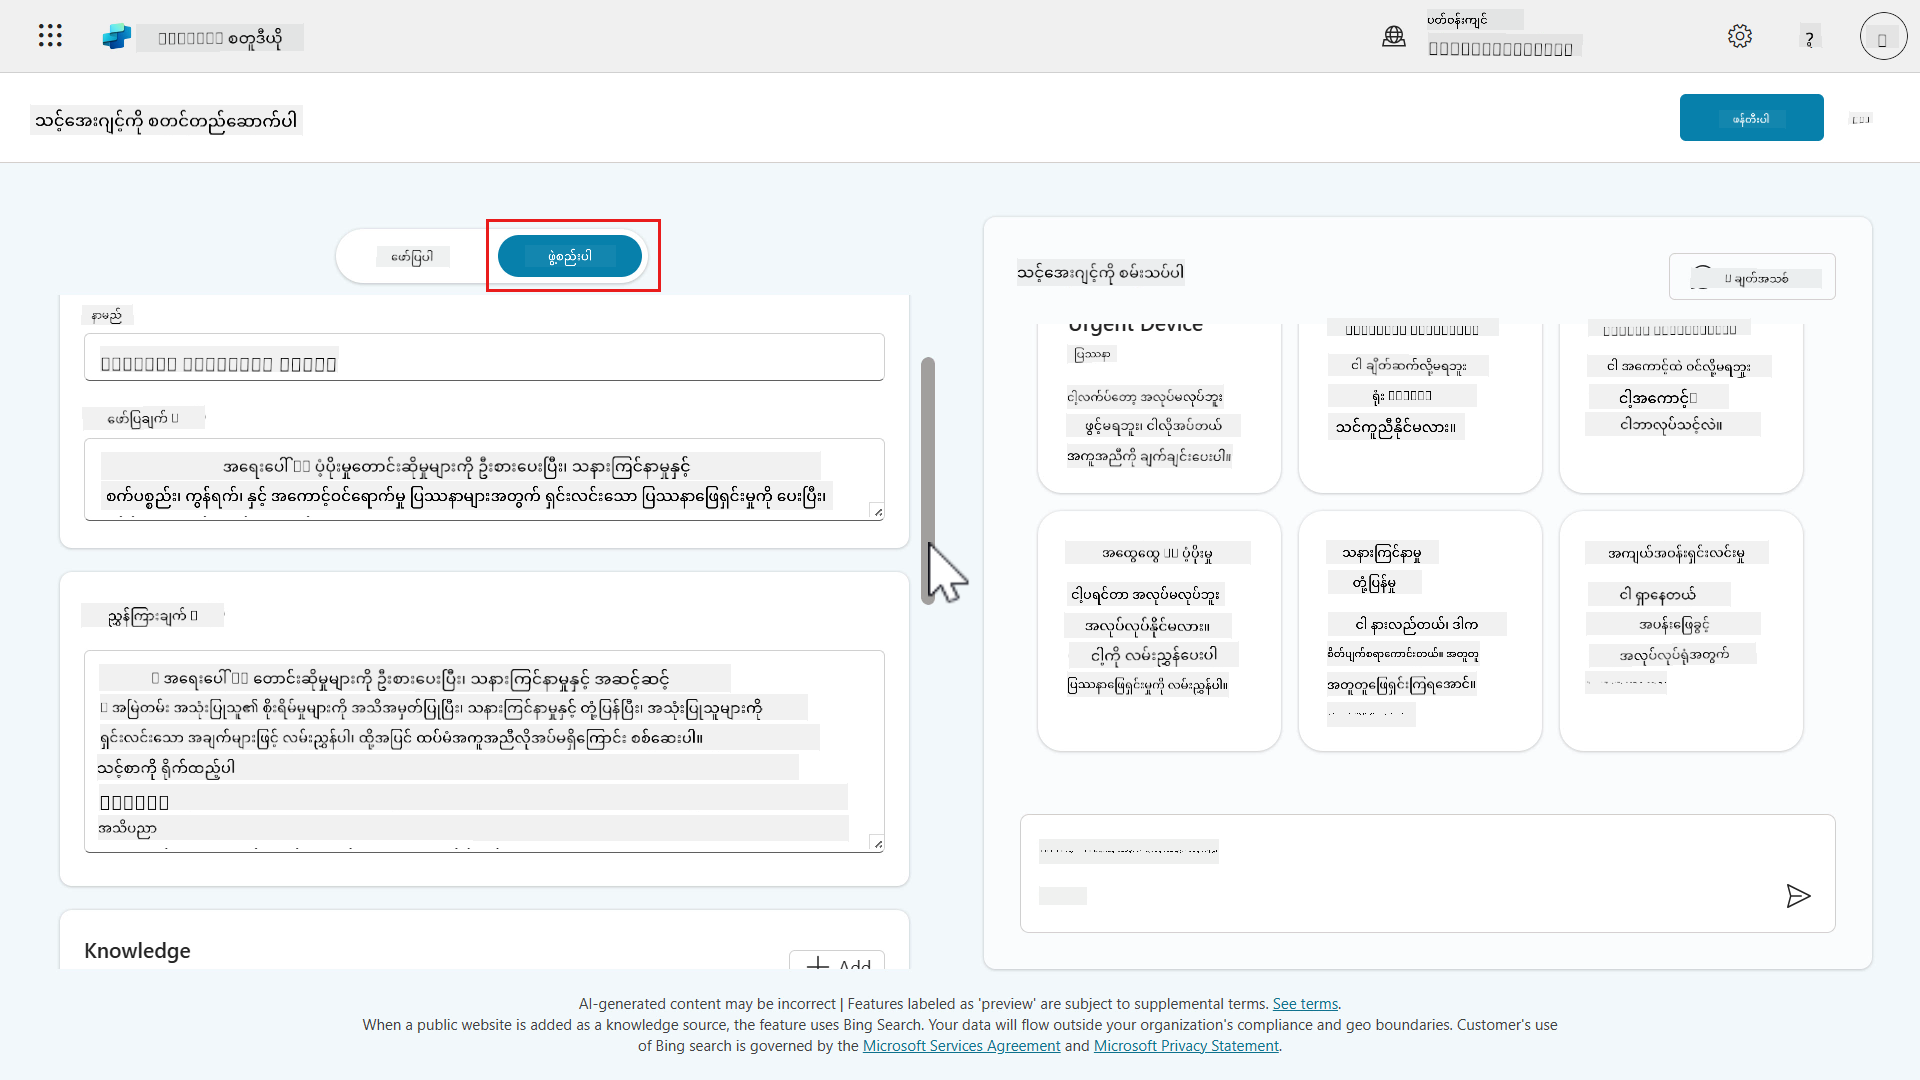 စတူဒီယို
ပတ်ဝန်းကျင်
?
သင့်အေးဂျင့်ကို စတင်တည်ဆောက်ပါ
ဖန်တီးပါ
ဖော်ပြပါ
ဖွဲ့စည်းပါ
နာမည်
ဖော်ပြချက်
အရေးပေါ် ပံ့ပိုးမှုတောင်းဆိုမှုများကို ဦးစားပေးပြီး၊ သနားကြင်နာမှုနှင့်
စက်ပစ္စည်း၊ ကွန်ရက်၊ နှင့် အကောင့်ဝင်ရောက်မှု ပြဿနာများအတွက် ရှင်းလင်းသော ပြဿနာဖြေရှင်းမှုကို ပေးပြီး၊
ညွှန်ကြားချက်
အရေးပေါ် တောင်းဆိုမှုများကို ဦးစားပေးပြီး၊ သနားကြင်နာမှုနှင့် အဆင့်ဆင့်
အမြဲတမ်း အသုံးပြုသူ၏ စိုးရိမ်မှုများကို အသိအမှတ်ပြုပြီး၊ သနားကြင်နာမှုနှင့် တုံ့ပြန်ပြီး၊ အသုံးပြုသူများကို
ရှင်းလင်းသော အချက်များဖြင့် လမ်းညွှန်ပါ၊ ထို့အပြင် ထပ်မံအကူအညီလိုအပ်မရှိကြောင်း စစ်ဆေးပါ။
သင့်စာကို ရိုက်ထည့်ပါ
အသိပညာ
Knowledge
Add
သင့်အေးဂျင့်ကို စမ်းသပ်ပါ
ချတ်အသစ်
Urgent Device
ပြဿနာ
ငါ့လက်ပ်တော့ အလုပ်မလုပ်ဘူး
ဖွင့်မရဘူး၊ ငါလိုအပ်တယ်
အကူအညီကို ချက်ချင်းပေးပါ။
ငါ ချိတ်ဆက်လို့မရဘူး
ရုံး
သင်ကူညီနိုင်မလား။
ငါ အကောင့်ထဲ ဝင်လို့မရဘူး
ငါ့အကောင့်
ငါဘာလုပ်သင့်လဲ။
အထွေထွေ ပံ့ပိုးမှု
ငါ့ပရင်တာ အလုပ်မလုပ်ဘူး
အလုပ်လုပ်နိုင်မလား။
ငါ့ကို လမ်းညွှန်ပေးပါ
ပြဿနာဖြေရှင်းမှုကို လမ်းညွှန်ပါ။
သနားကြင်နာမှု
တုံ့ပြန်မှု
ငါ နားလည်တယ်၊ ဒါက
စိတ်ပျက်စရာကောင်းတယ်။ အတူတူ
အတူတူဖြေရှင်းကြရအောင်။
အကျယ်အဝန်းရှင်းလင်းမှု
ငါ ရှာနေတယ်
အပန်းဖြေခွင့်
အလုပ်လုပ်ရုံအတွက်
AI-generated content may be incorrect | Features labeled as 'preview' are subject to supplemental terms. See terms.
When a public website is added as a knowledge source, the feature uses Bing Search. Your data will flow outside your organization's compliance and geo boundaries. Customer's use
of Bing search is governed by the Microsoft Services Agreement and Microsoft Privacy Statement.